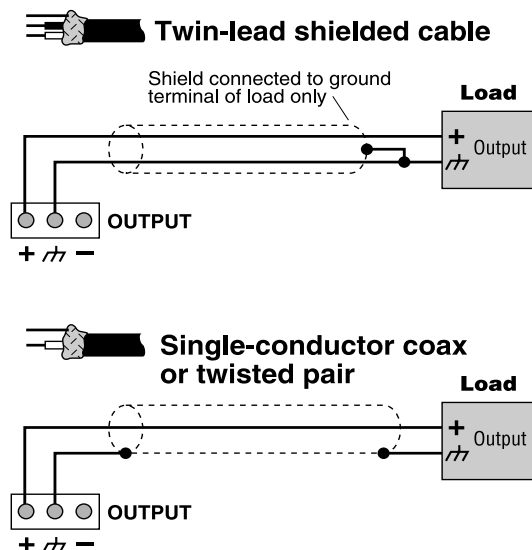 Twin-lead shielded cable
Shield connected to ground
terminal of load only
Load
+ Output
OUTPUT
+ −
Single-conductor coax
or twisted pair
Load
+ Output
OUTPUT
+ −